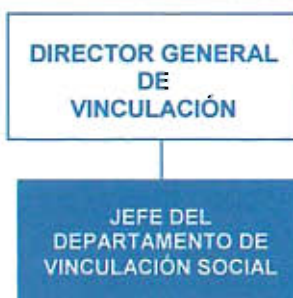 DIRECTOR GENERAL
DE
VINCULACIÓN
JEFE DEL
DEPARTAMENTO DE
VINCULACIÓN SOCIAL